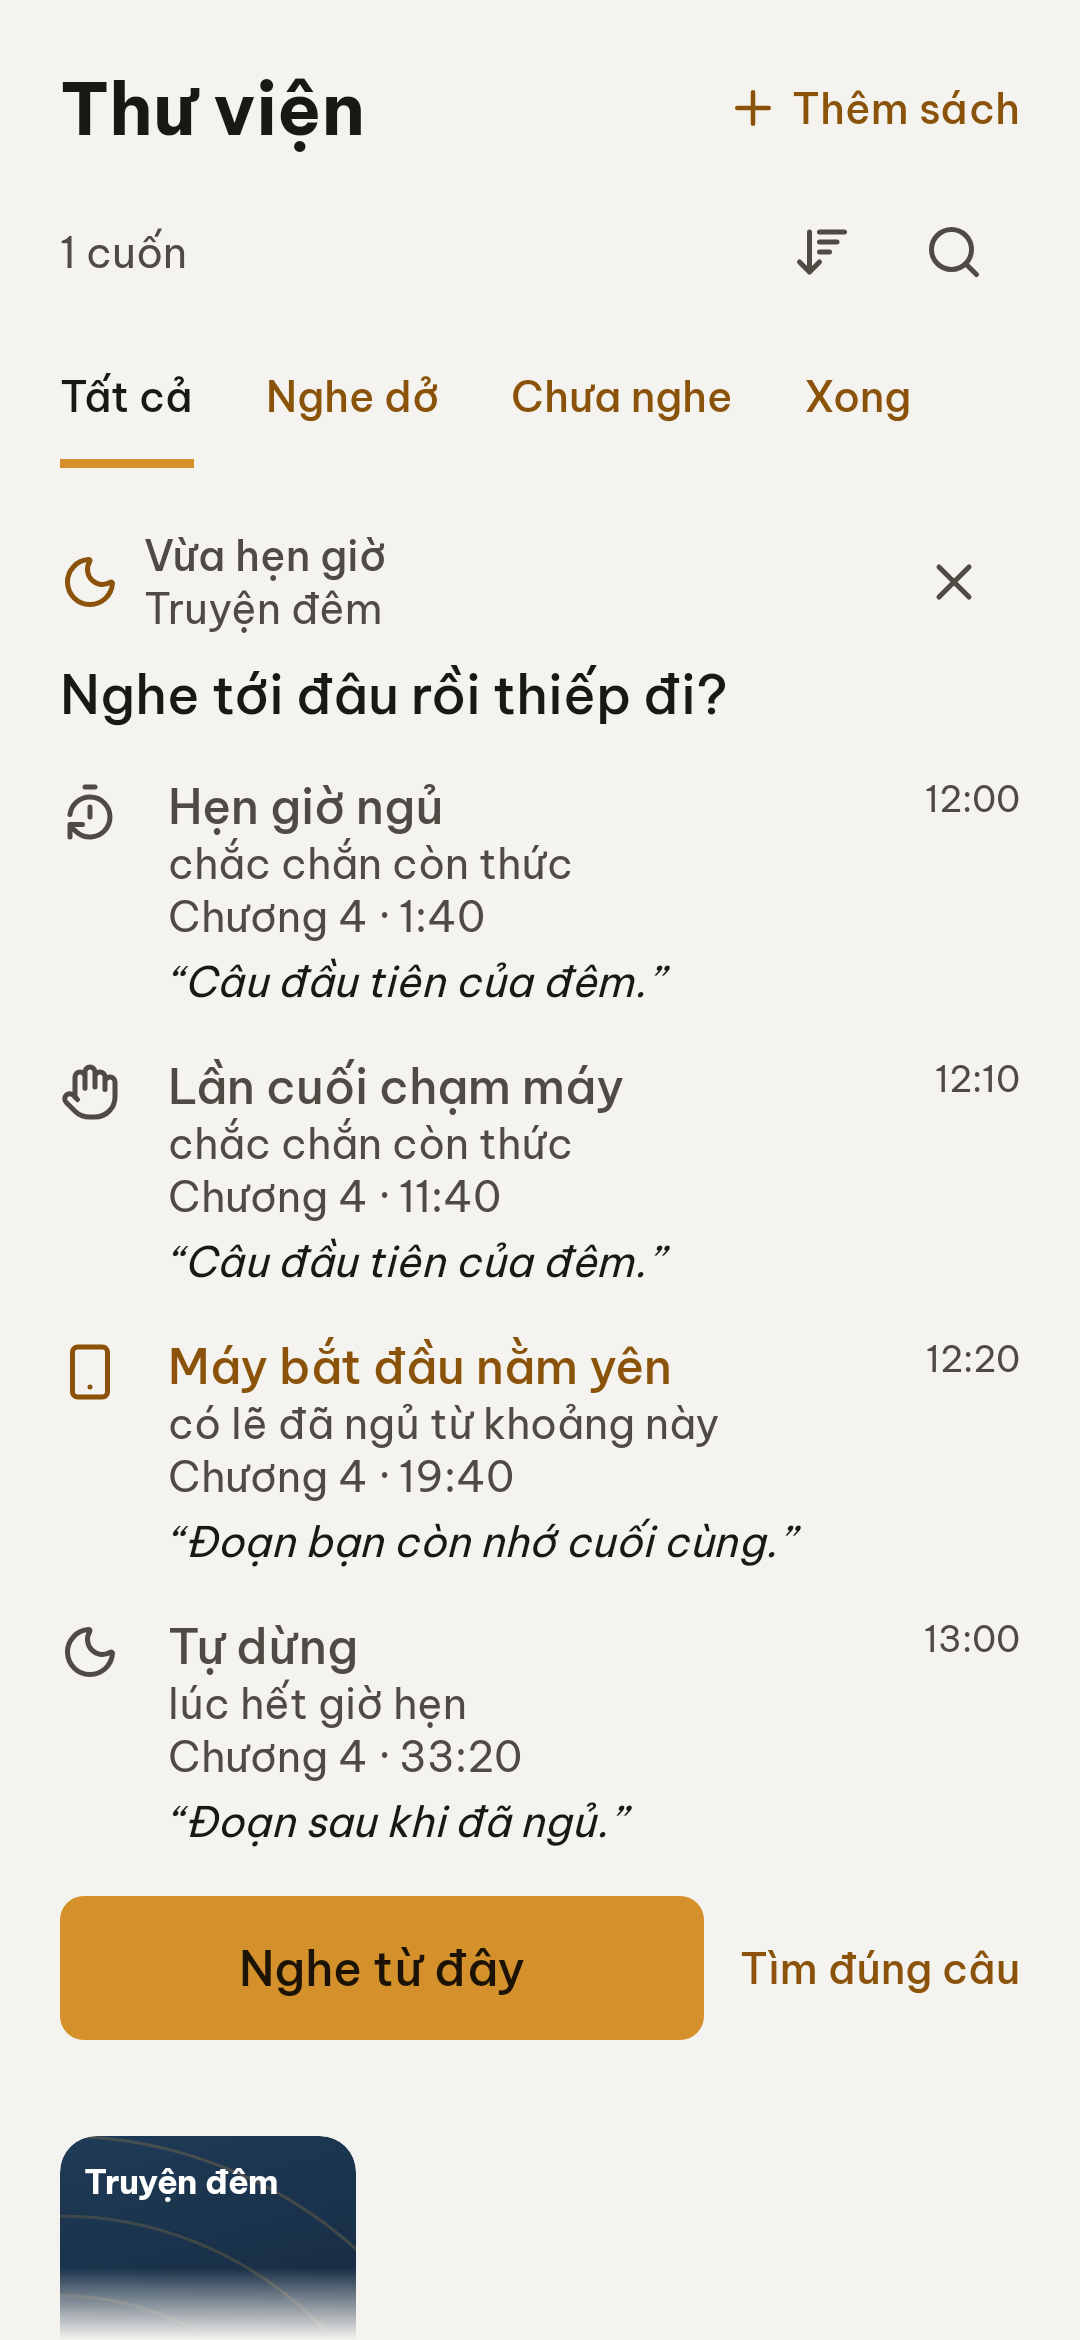 Thư viện
Thêm sách
1 cuốn
Tất cả
Nghe dở
Chưa nghe
Xong
Vừa hẹn giờ
Truyện đêm
Nghe tới đâu rồi thiếp đi?
Hẹn giờ ngủ
12:00
chắc chắn còn thức
Chương 4 · 1:40
“Câu đầu tiên của đêm.”
Lần cuối chạm máy
12:10
chắc chắn còn thức
Chương 4 · 11:40
“Câu đầu tiên của đêm.”
Máy bắt đầu nằm yên
12:20
có lẽ đã ngủ từ khoảng này
Chương 4 · 19:40
“Đoạn bạn còn nhớ cuối cùng.”
Tự dừng
13:00
lúc hết giờ hẹn
Chương 4 · 33:20
“Đoạn sau khi đã ngủ.”
Nghe từ đây
Tìm đúng câu
Truyện đêm